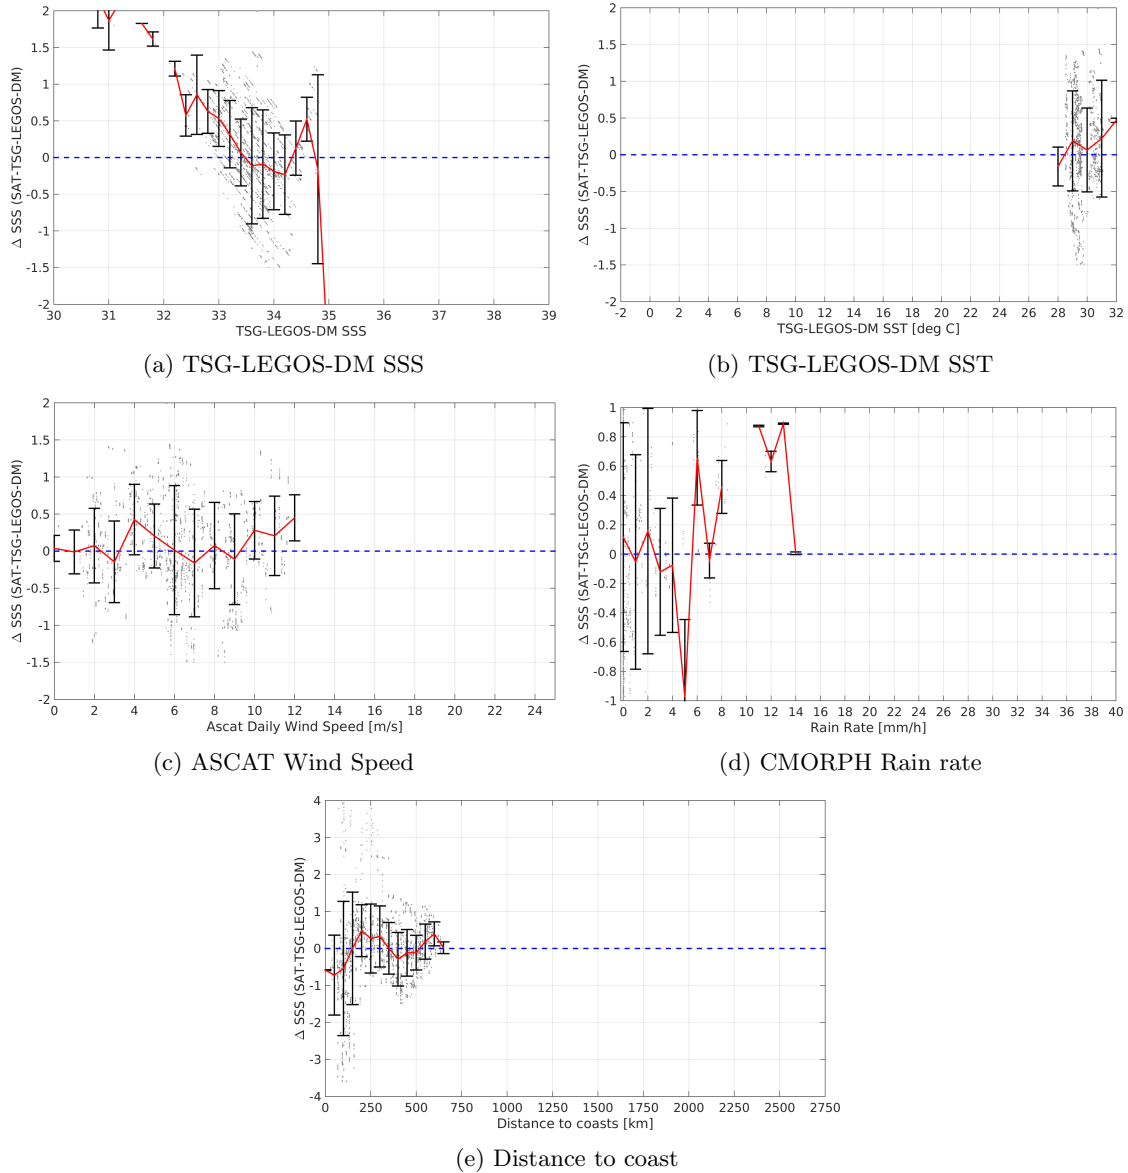 2
1.5
1
0.5
0
-0.5
-1
-1.5
-2
Δ SSS (SAT-TSG-LEGOS-DM)
30 31 32 33 34 35 36 37 38 39
TSG-LEGOS-DM SSS
(a) TSG-LEGOS-DM SSS
2
1.5
1
0.5
0
-0.5
-1
-1.5
-2
Δ SSS (SAT-TSG-LEGOS-DM)
-2 0 2 4 6 8 10 12 14 16 18 20 22 24 26 28 30 32
TSG-LEGOS-DM SST [deg C]
(b) TSG-LEGOS-DM SST
2
1.5
1
0.5
0
-0.5
-1
-1.5
-2
Δ SSS (SAT-TSG-LEGOS-DM)
0 2 4 6 8 10 12 14 16 18 20 22 24
Ascat Daily Wind Speed [m/s]
(c) ASCAT Wind Speed
1
0.8
0.6
0.4
0.2
0
-0.2
-0.4
-0.6
-0.8
-1
Δ SSS (SAT-TSG-LEGOS-DM)
0 2 4 6 8 10 12 14 16 18 20 22 24 26 28 30 32 34 36 38 40
Rain Rate [mm/h]
(d) CMORPH Rain rate
4
3
2
1
0
-1
-2
-3
-4
Δ SSS (SAT-TSG-LEGOS-DM)
0 250 500 750 1000 1250 1500 1750 2000 2250 2500 2750
Distance to coasts [km]
(e) Distance to coast